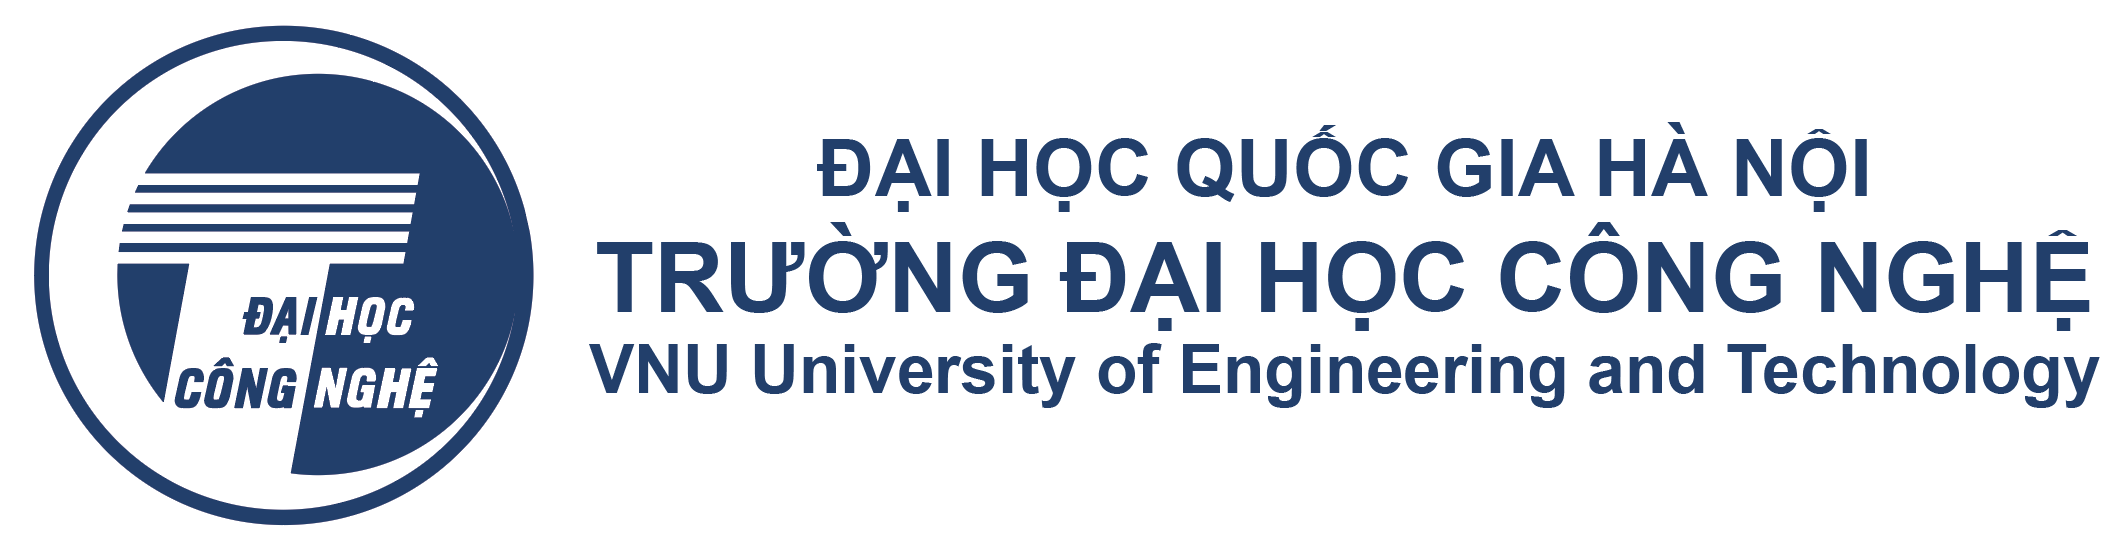 ĐẠI HỌC
CÔNG NGHỆ
ĐẠI HỌC QUỐC GIA HÀ NỘI
TRƯỜNG ĐẠI HỌC CÔNG NGHỆ
VNU University of Engineering and Technology